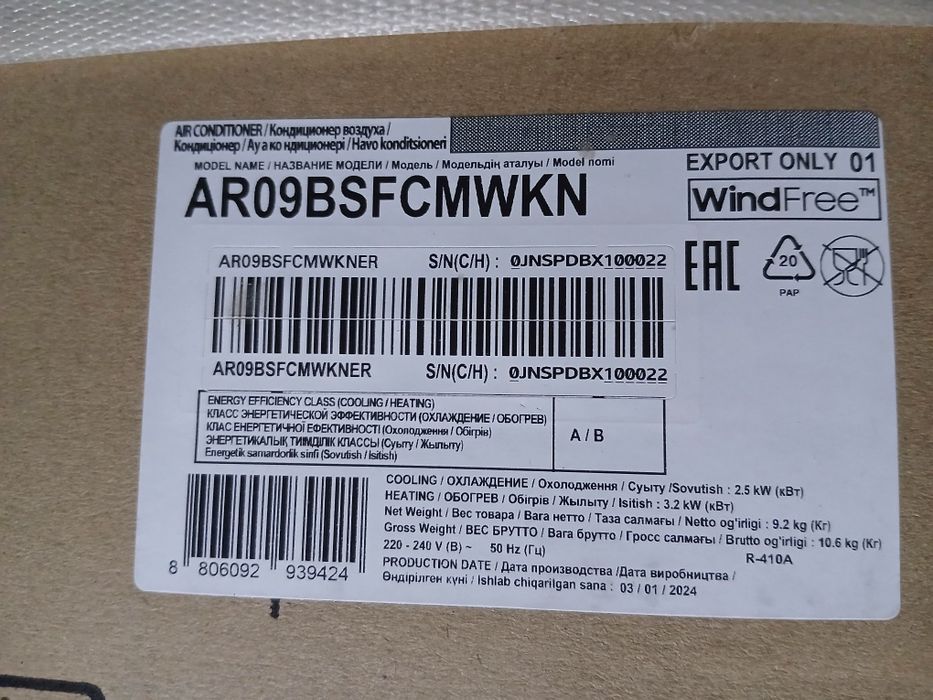 AIR CONDITIONER / Кондиционер воздуха /
Кондиціонер / Ауа кондиционері / Havo konditsioneri
MODEL NAME / НАЗВАНИЕ МОДЕЛИ / Модель / Модельдің аталуы / Model nomi
AR09BSFCMWKN
EXPORT ONLY 01
WindFree™
EAC
20
PAP
AR09BSFCMWKNER S/N(C/H) : 0JNSPDBX100022
AR09BSFCMWKNER S/N(C/H) : 0JNSPDBX100022
ENERGY EFFICIENCY CLASS (COOLING / HEATING)
КЛАСС ЭНЕРГЕТИЧЕСКОЙ ЭФФЕКТИВНОСТИ (ОХЛАЖДЕНИЕ / ОБОГРЕВ)
КЛАС ЕНЕРГЕТИЧНОЇ ЕФЕКТИВНОСТІ (Охолодження / Обігрів)
ЭНЕРГЕТИКАЛЫҚ ТИІМДІЛІК КЛАССЫ (Суыту / Жылыту)
Energetik samardorlik sinfi (Sovutish / Isitish)
A / B
COOLING / ОХЛАЖДЕНИЕ / Охолодження / Суыту /Sovutish : 2.5 kW (кВт)
HEATING / ОБОГРЕВ / Обігрів / Жылыту / Isitish : 3.2 kW (кВт)
Net Weight / Вес товара / Вага нетто / Таза салмағы / Netto og'irligi : 9.2 kg (Кг)
Gross Weight / ВЕС БРУТТО / Вага брутто / Гросс салмағы / Brutto og'irligi : 10.6 kg (Кг)
220 - 240 V (В) ~ 50 Hz (Гц) R-410A
PRODUCTION DATE / Дата производства /Дата виробництва /
Өндірілген күні / Ishlab chiqarilgan sana : 03 / 01 / 2024
8 806092 939424